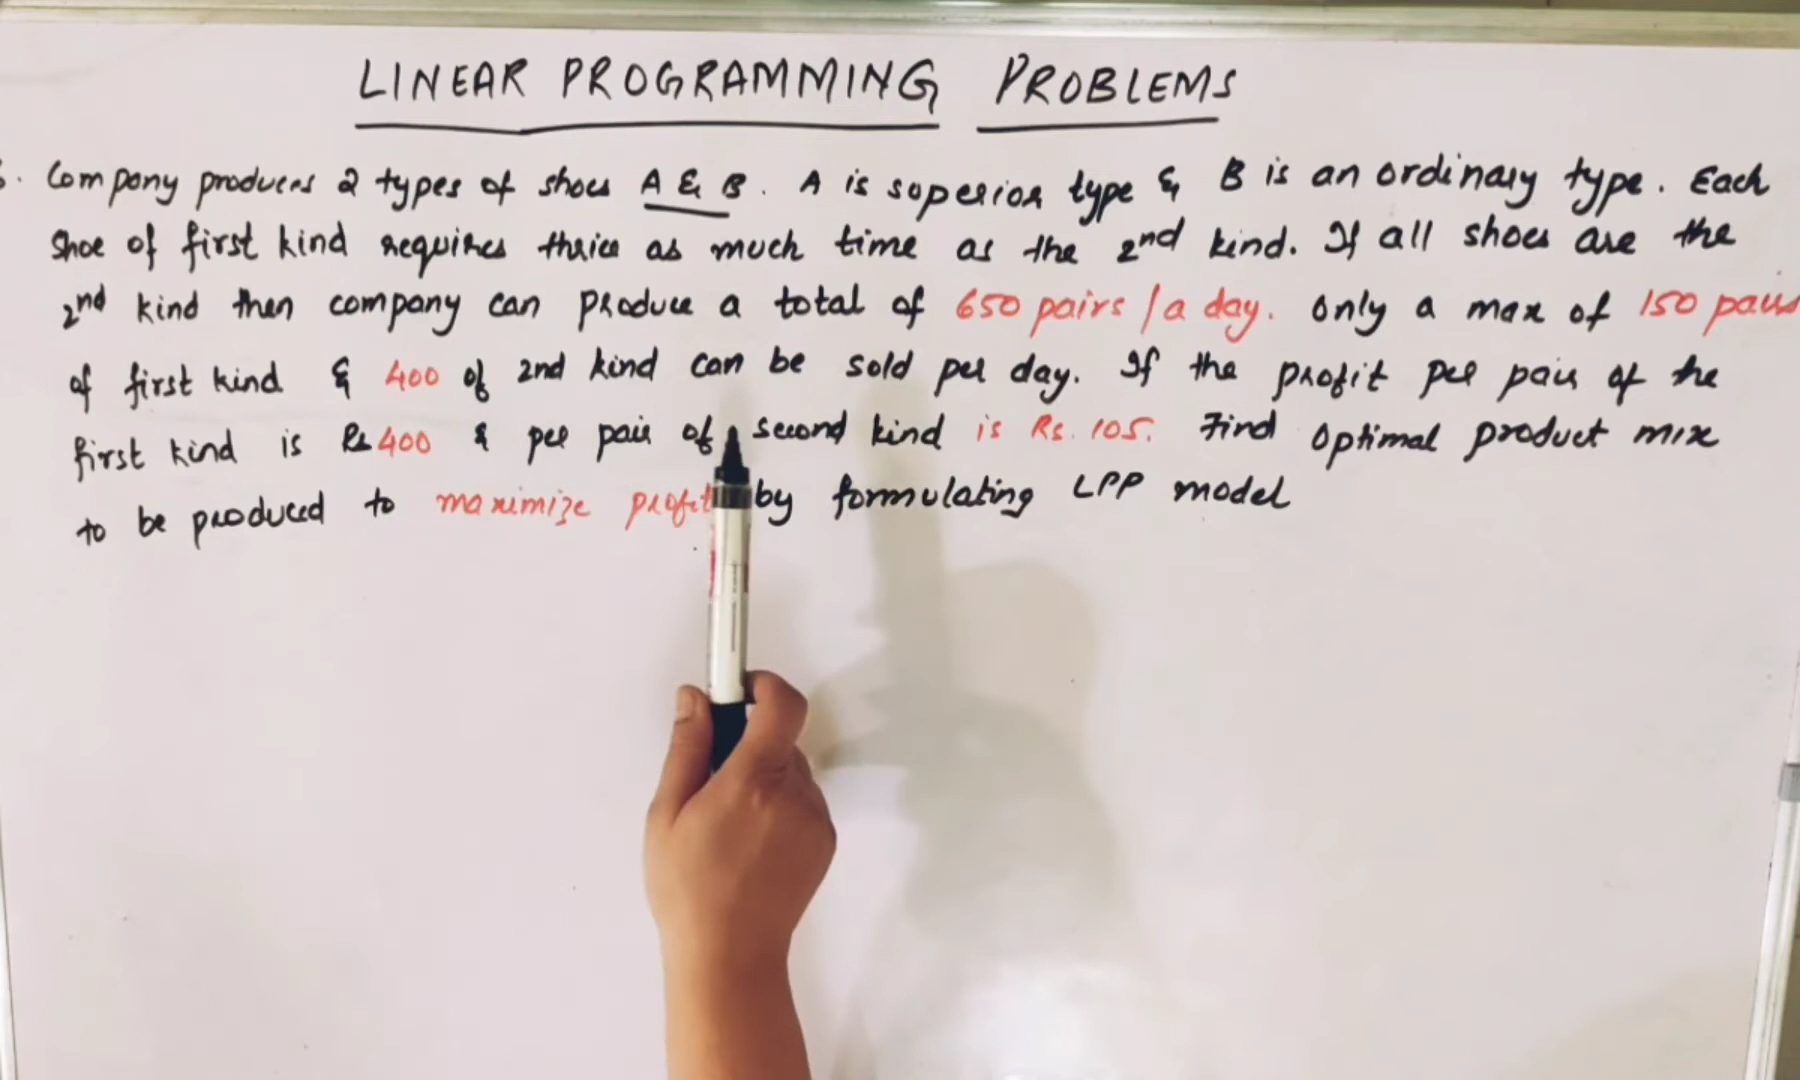 LINEAR PROGRAMMING PROBLEMS
Company produces 2 types of shoes A & B. A is superior type & B is an ordinary type. Each
shoe of first kind requires thrice as much time as the 2nd kind. If all shoes are the
2nd kind then company can produce a total of 650 pairs / a day. Only a max of 150 pairs
of first kind & 400 of 2nd kind can be sold per day. If the profit per pair of the
first kind is Rs 400 & per pair of second kind is Rs. 105. Find optimal product mix
to be produced to maximize profit by formulating LPP model